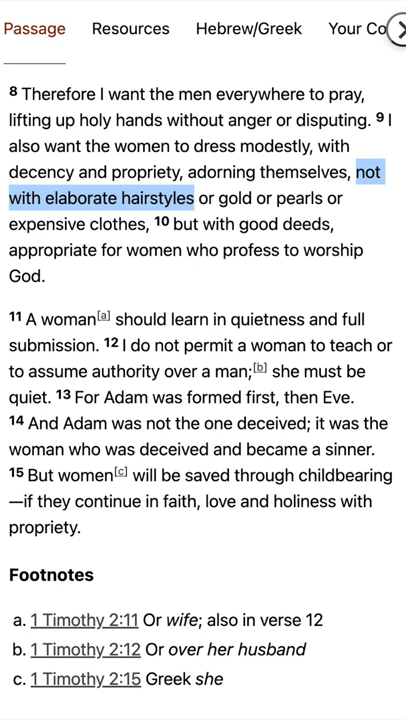 Passage Resources Hebrew/Greek Your Co
8 Therefore I want the men everywhere to pray,
lifting up holy hands without anger or disputing. 9 I
also want the women to dress modestly, with
decency and propriety, adorning themselves, not
with elaborate hairstyles or gold or pearls or
expensive clothes, 10 but with good deeds,
appropriate for women who profess to worship
God.
11 A woman[a] should learn in quietness and full
submission. 12 I do not permit a woman to teach or
to assume authority over a man;[b] she must be
quiet. 13 For Adam was formed first, then Eve.
14 And Adam was not the one deceived; it was the
woman who was deceived and became a sinner.
15 But women[c] will be saved through childbearing
—if they continue in faith, love and holiness with
propriety.
Footnotes
a. 1 Timothy 2:11 Or wife; also in verse 12
b. 1 Timothy 2:12 Or over her husband
c. 1 Timothy 2:15 Greek she